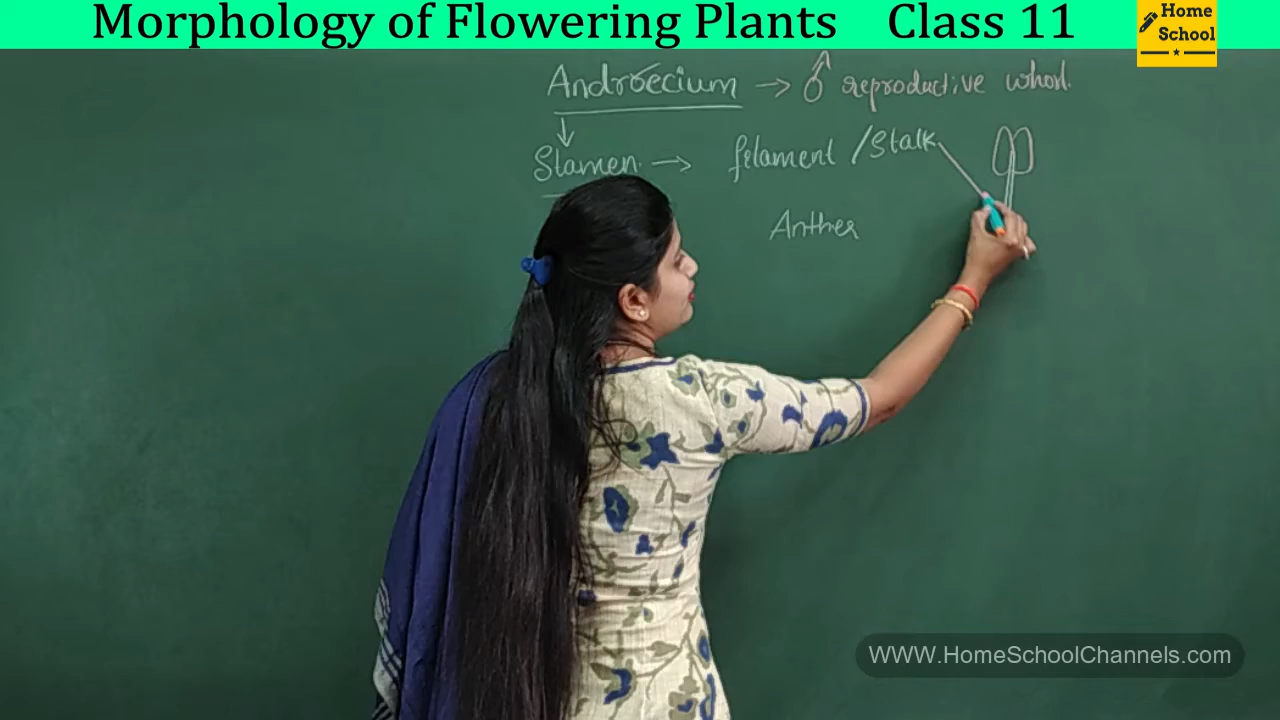 Morphology of Flowering Plants Class 11
Home
School
Androecium → ♂ reproductive whorl.
↓
Stamen. → filament / Stalk
Anther
WWW.HomeSchoolChannels.com